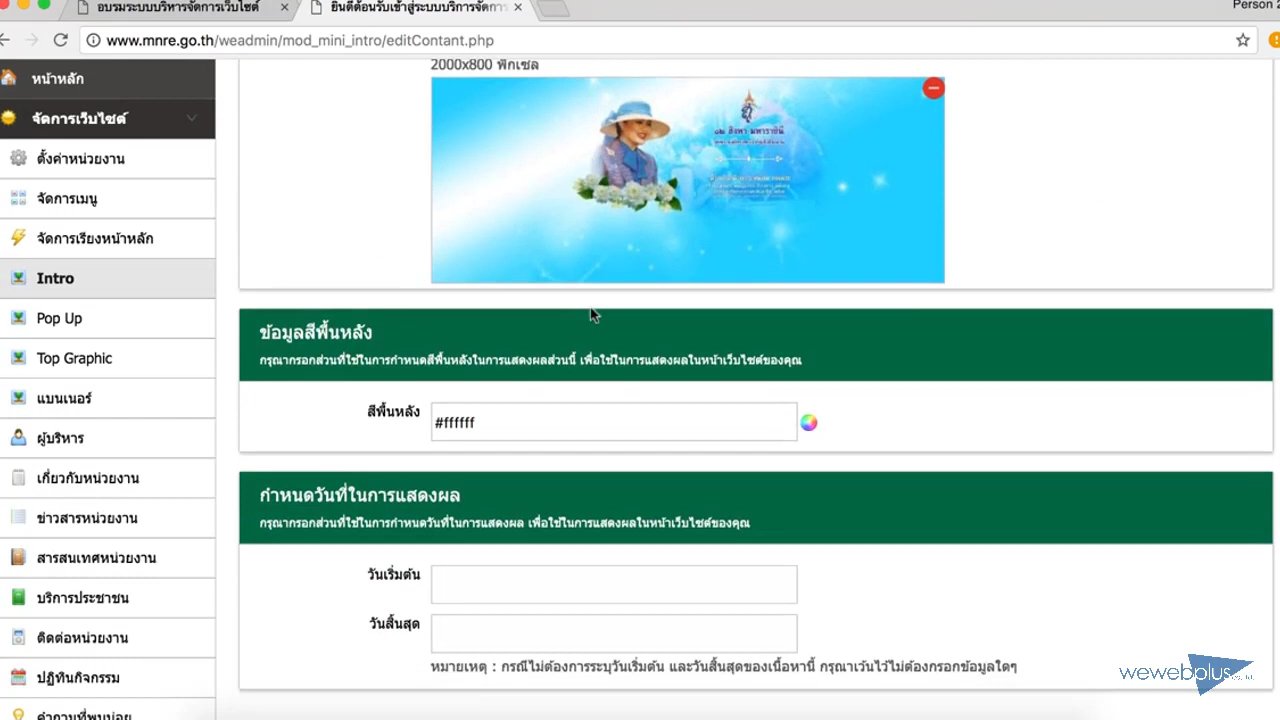 อบรมระบบบริหารจัดการเว็บไซต์
ยินดีต้อนรับเข้าสู่ระบบบริการจัดการ
Person 2
www.mnre.go.th/weadmin/mod_mini_intro/editContant.php
หน้าหลัก
จัดการเว็บไซต์
ตั้งค่าหน่วยงาน
จัดการเมนู
จัดการเรียงหน้าหลัก
Intro
Pop Up
Top Graphic
แบนเนอร์
ผู้บริหาร
เกี่ยวกับหน่วยงาน
ข่าวสารหน่วยงาน
สารสนเทศหน่วยงาน
บริการประชาชน
ติดต่อหน่วยงาน
ปฏิทินกิจกรรม
คำถามที่พบบ่อย
2000x800 พิกเซล
๑๒ สิงหา มหาราชินี
ข้อมูลสีพื้นหลัง
กรุณากรอกส่วนที่ใช้ในการกำหนดสีพื้นหลังในการแสดงผลส่วนนี้ เพื่อใช้ในการแสดงผลในหน้าเว็บไซต์ของคุณ
สีพื้นหลัง
#ffffff
กำหนดวันที่ในการแสดงผล
กรุณากรอกส่วนที่ใช้ในการกำหนดวันที่ในการแสดงผล เพื่อใช้ในการแสดงผลในหน้าเว็บไซต์ของคุณ
วันเริ่มต้น
วันสิ้นสุด
หมายเหตุ : กรณีไม่ต้องการระบุวันเริ่มต้น และวันสิ้นสุดของเนื้อหานี้ กรุณาเว้นไว้ไม่ต้องกรอกข้อมูลใดๆ
wewebplus